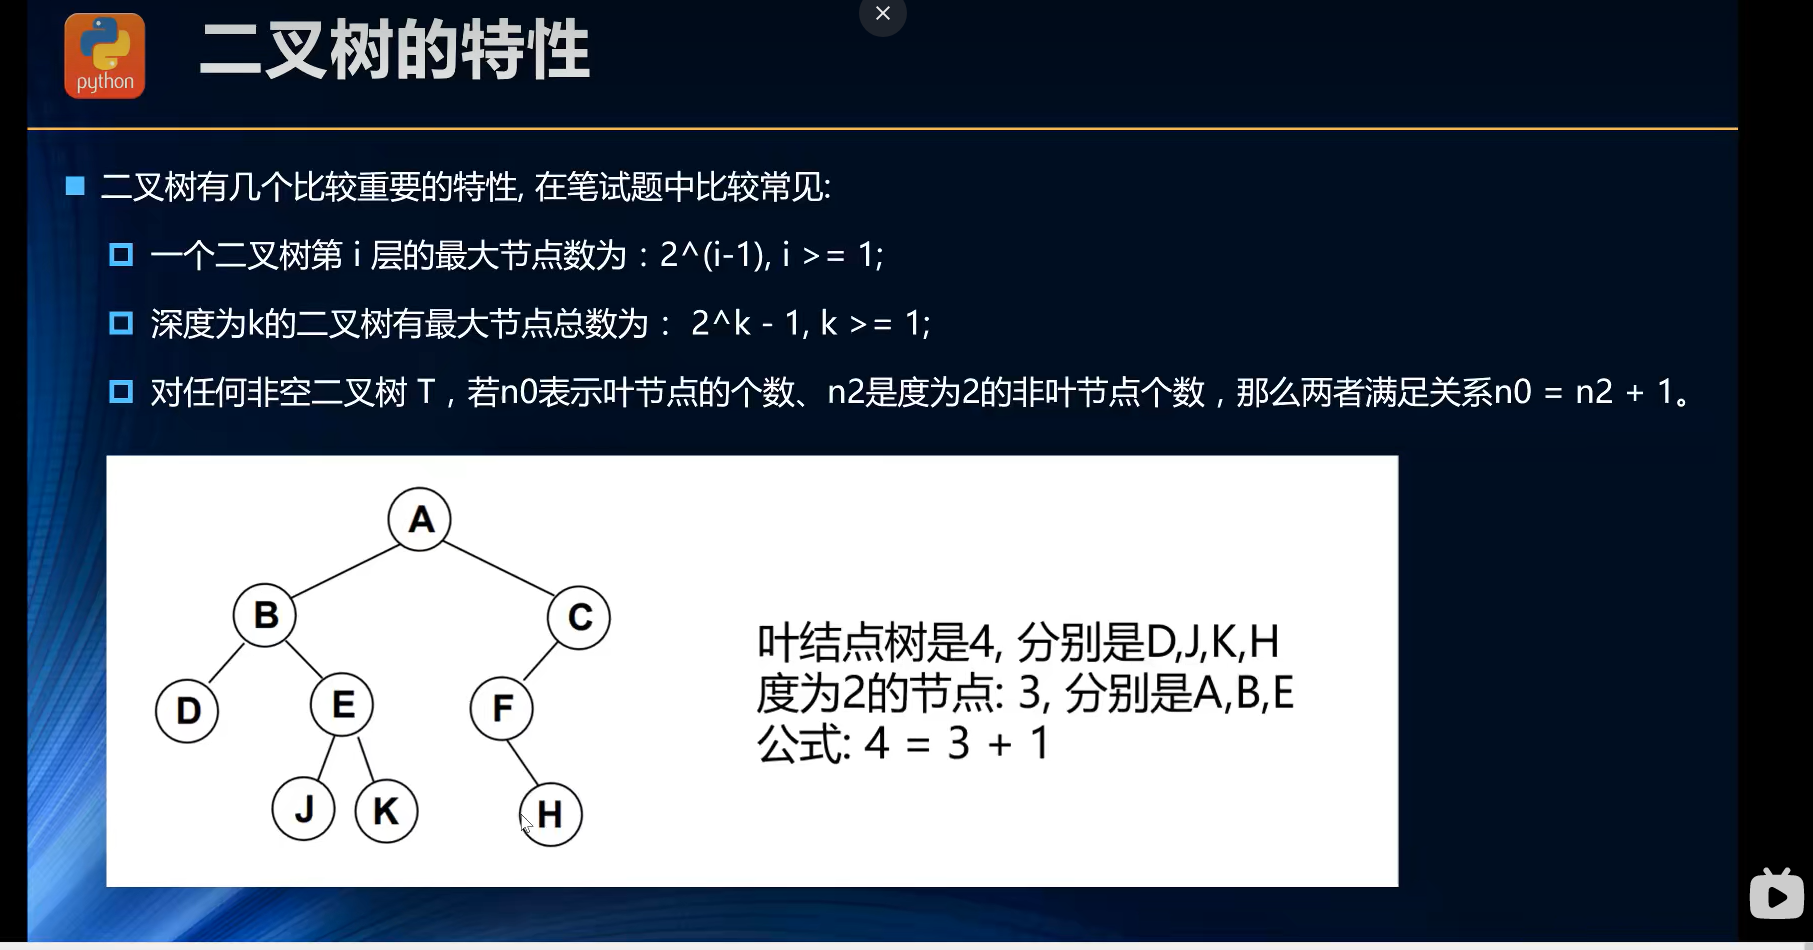 python
二叉树的特性
二叉树有几个比较重要的特性, 在笔试题中比较常见:
一个二叉树第 i 层的最大节点数为：2^(i-1), i >= 1;
深度为k的二叉树有最大节点总数为： 2^k - 1, k >= 1;
对任何非空二叉树 T，若n0表示叶节点的个数、n2是度为2的非叶节点个数，那么两者满足关系n0 = n2 + 1。
A
B
C
D
E
F
J
K
H
叶结点树是4, 分别是D,J,K,H
度为2的节点: 3, 分别是A,B,E
公式: 4 = 3 + 1